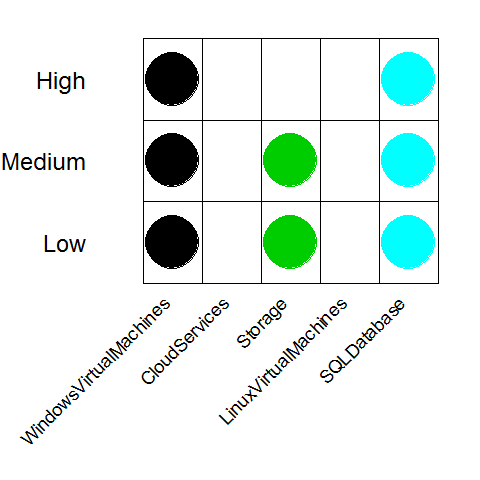 High
Medium
Low
WindowsVirtualMachines
CloudServices
Storage
LinuxVirtualMachines
SQLDatabase